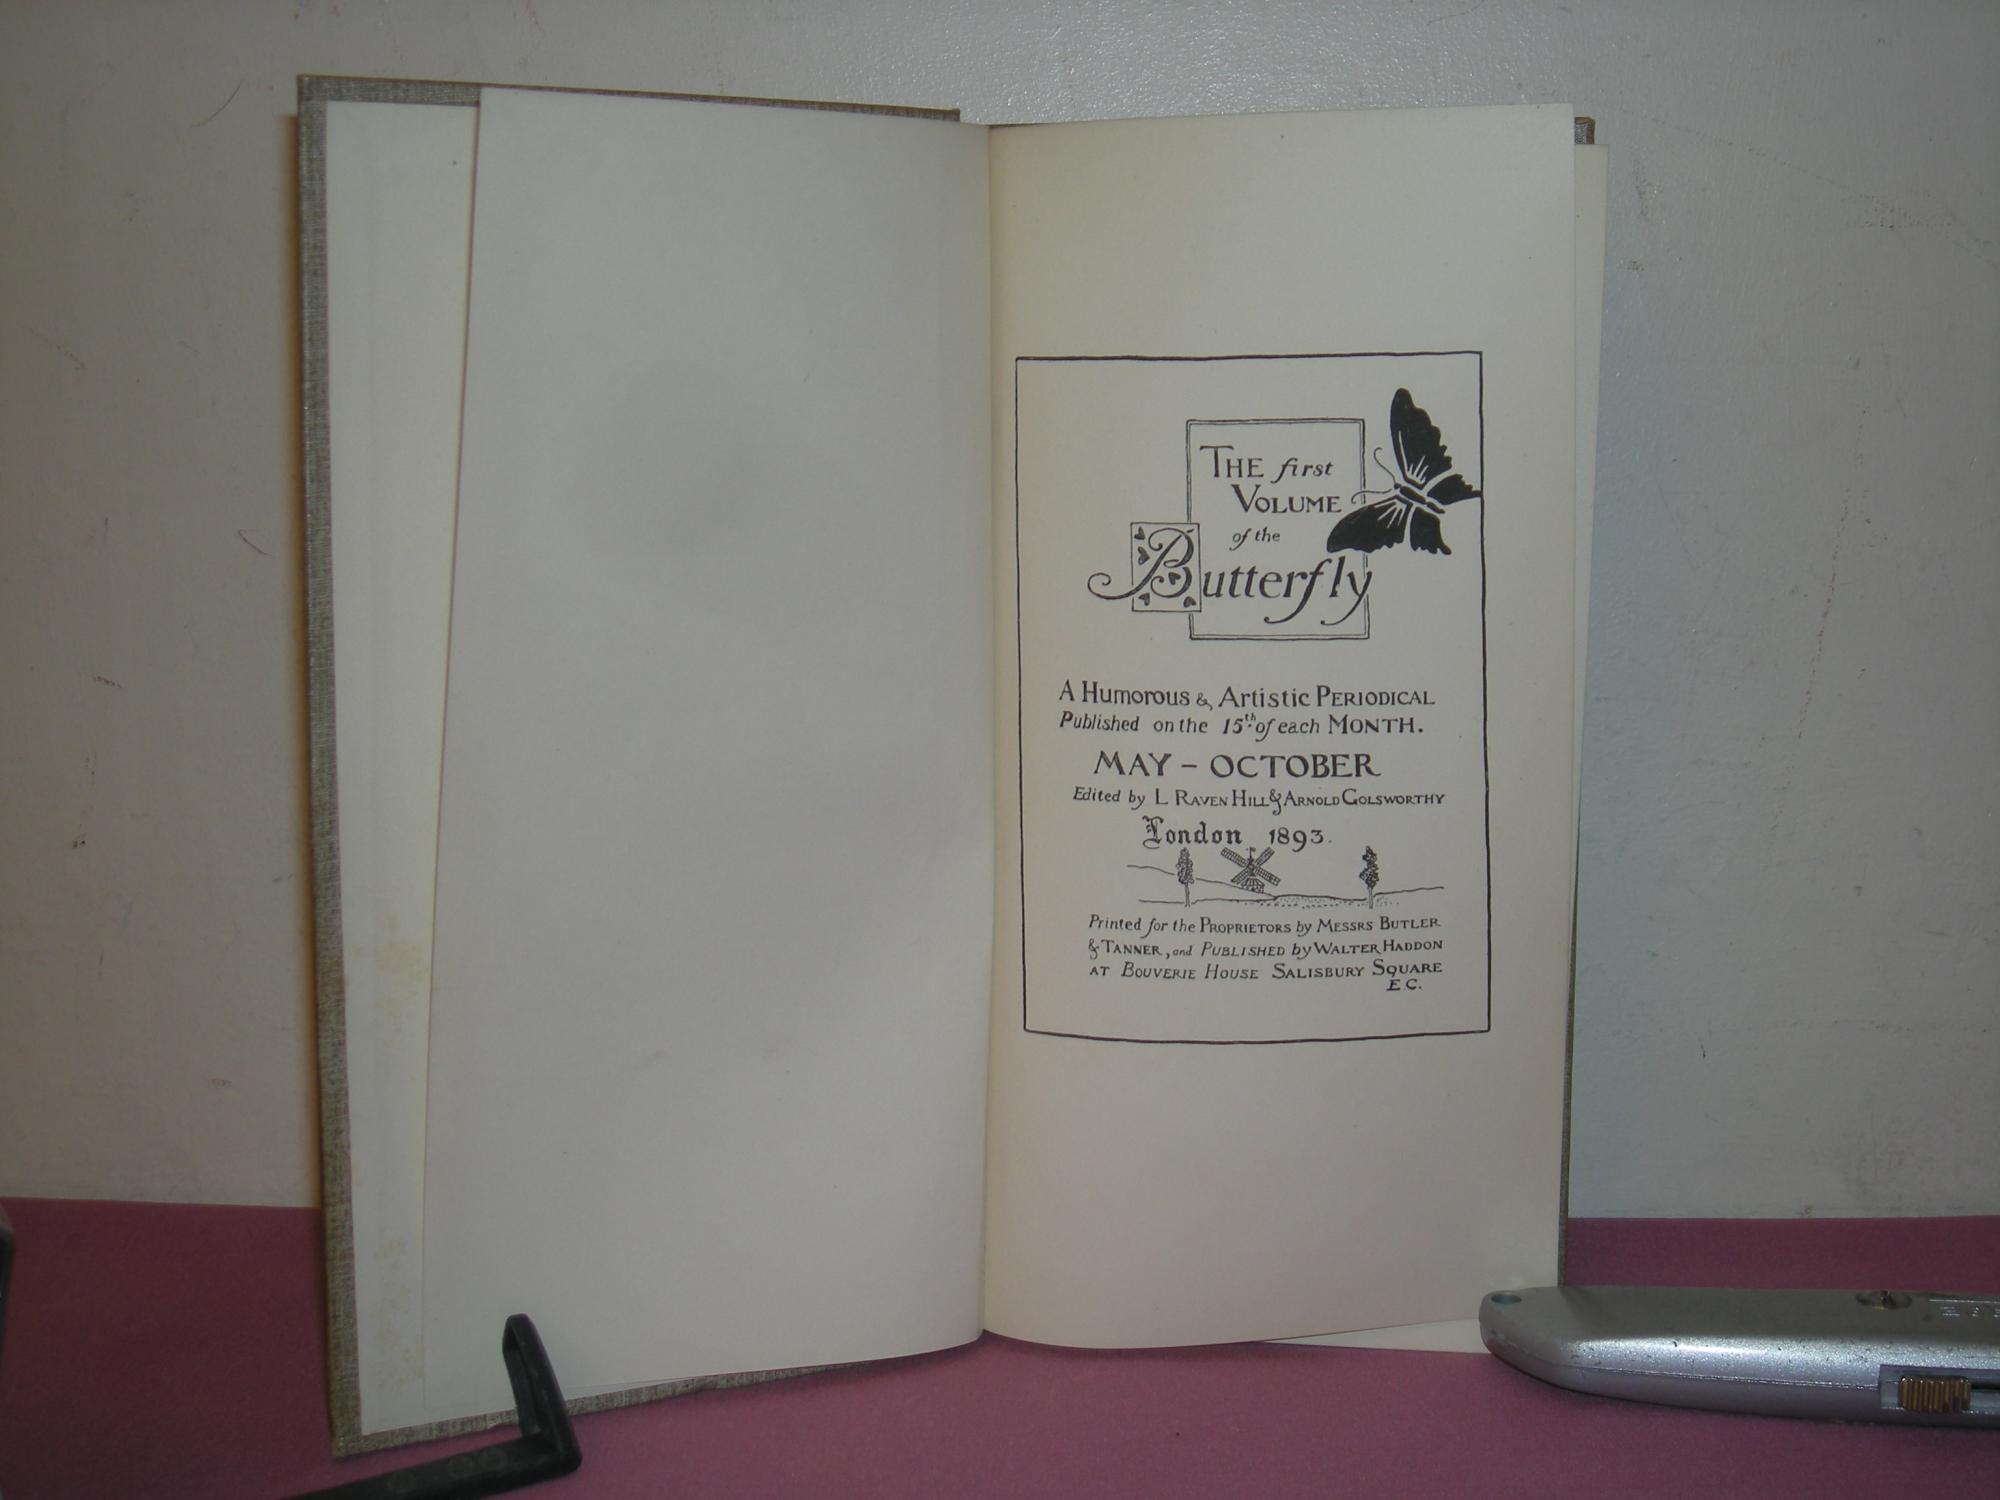 THE first
VOLUME
of the
Butterfly
A Humorous & Artistic PERIODICAL
Published on the 15th of each MONTH.
MAY – OCTOBER
Edited by L RAVEN HILL & ARNOLD GOLSWORTHY
London 1893.
Printed for the PROPRIETORS by MESSRS BUTLER
& TANNER, and PUBLISHED by WALTER HADDON
AT BOUVERIE HOUSE SALISBURY SQUARE
E.C.